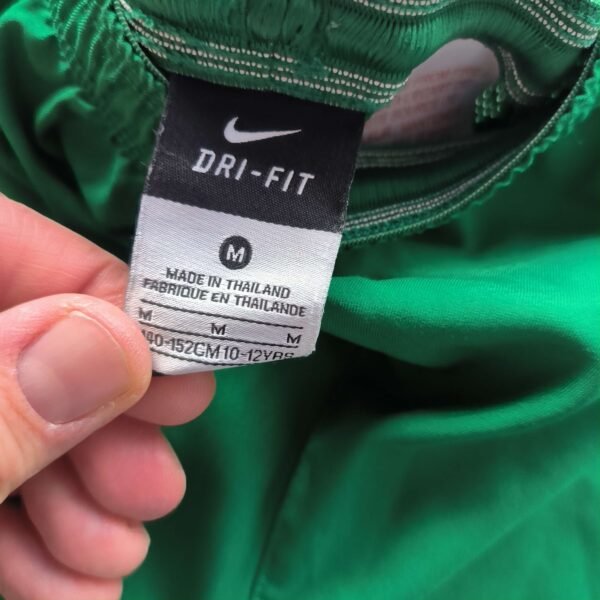 DRI-FIT
M
MADE IN THAILAND
FABRIQUE EN THAILANDE
M M M
140-152CM 10-12YRS